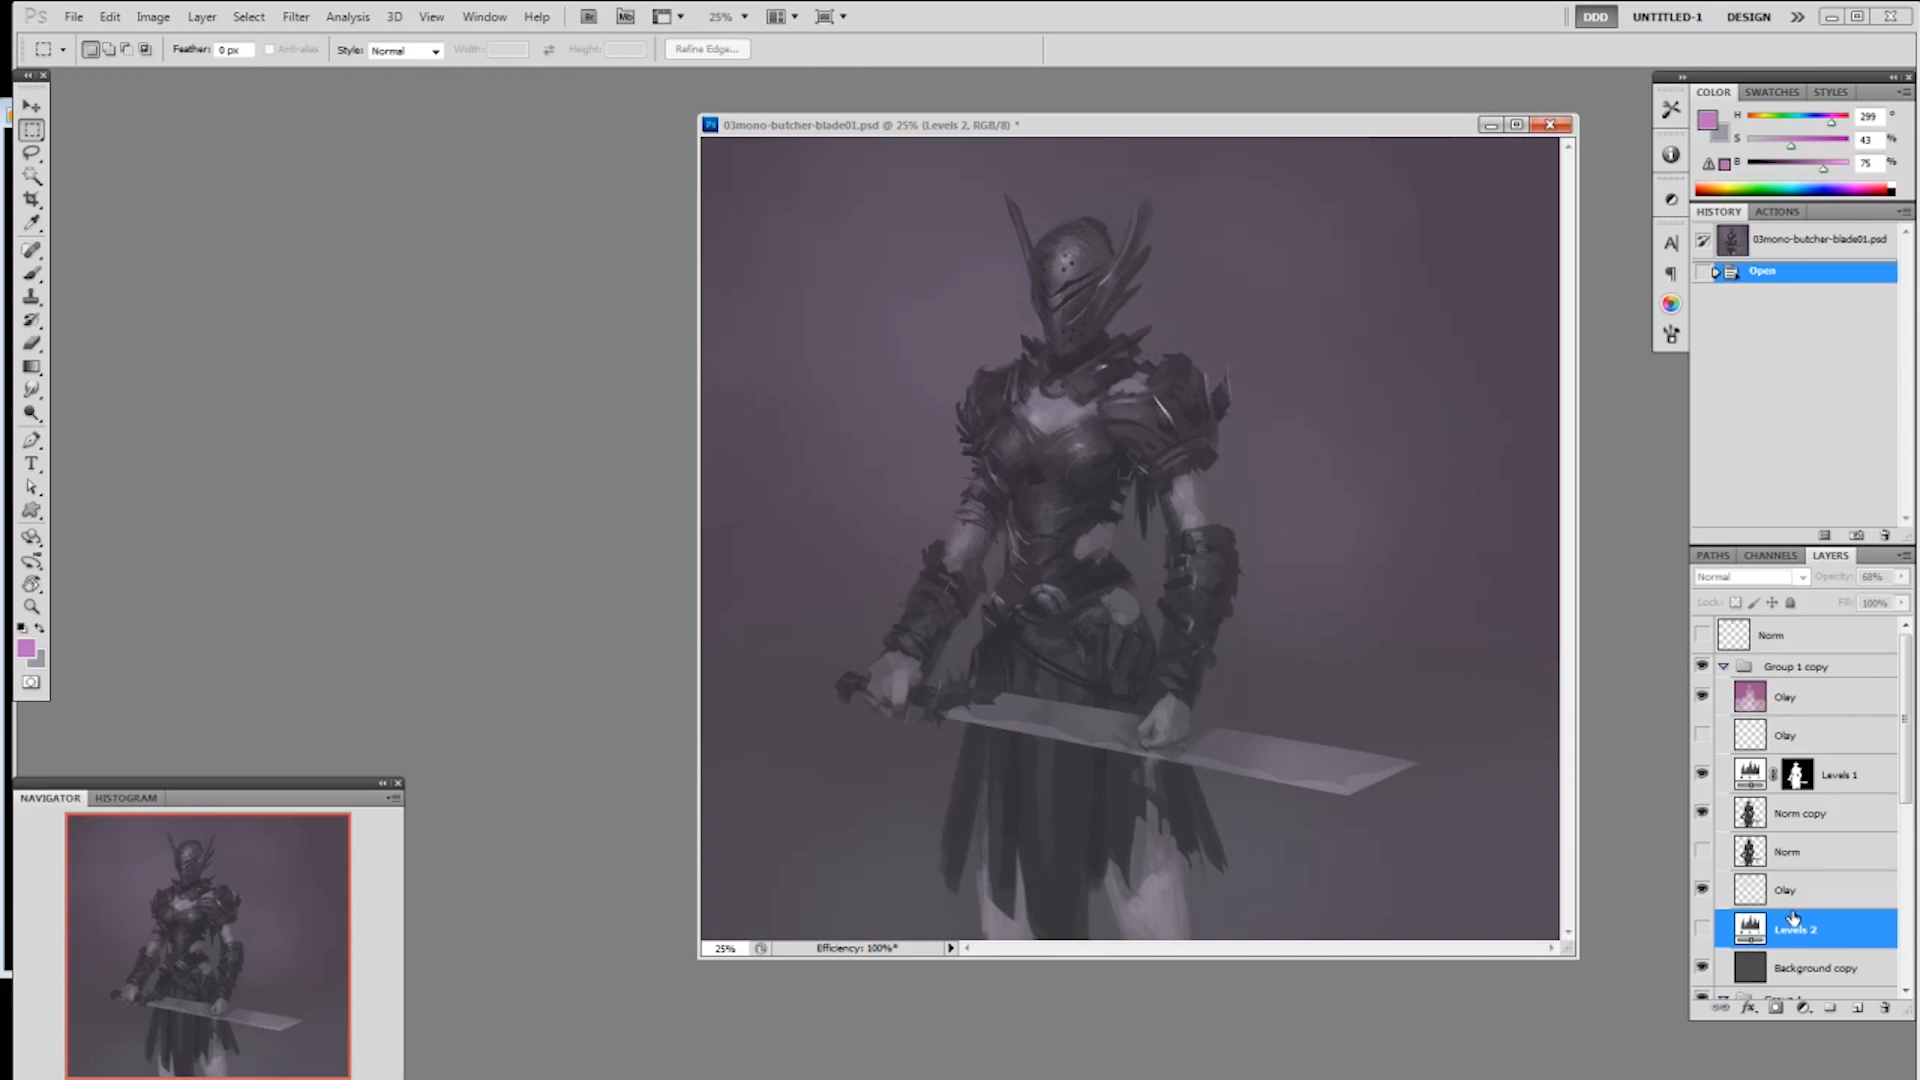 Ps File Edit Image Layer Select Filter Analysis 3D View Window Help Br Mb 25% DDD UNTITLED-1 DESIGN
Feather: 0 px Anti-alias Style: Normal Width: Height: Refine Edge...
03mono-butcher-blade01.psd @ 25% (Levels 2, RGB/8) *
25% Efficiency: 100%*
NAVIGATOR HISTOGRAM
COLOR SWATCHES STYLES
H 299 °
S 43 %
B 75 %
HISTORY ACTIONS
03mono-butcher-blade01.psd
Open
PATHS CHANNELS LAYERS
Normal Opacity: 68%
Lock: Fill: 100%
Norm
Group 1 copy
Olay
Olay
Levels 1
Norm copy
Norm
Olay
Levels 2
Background copy